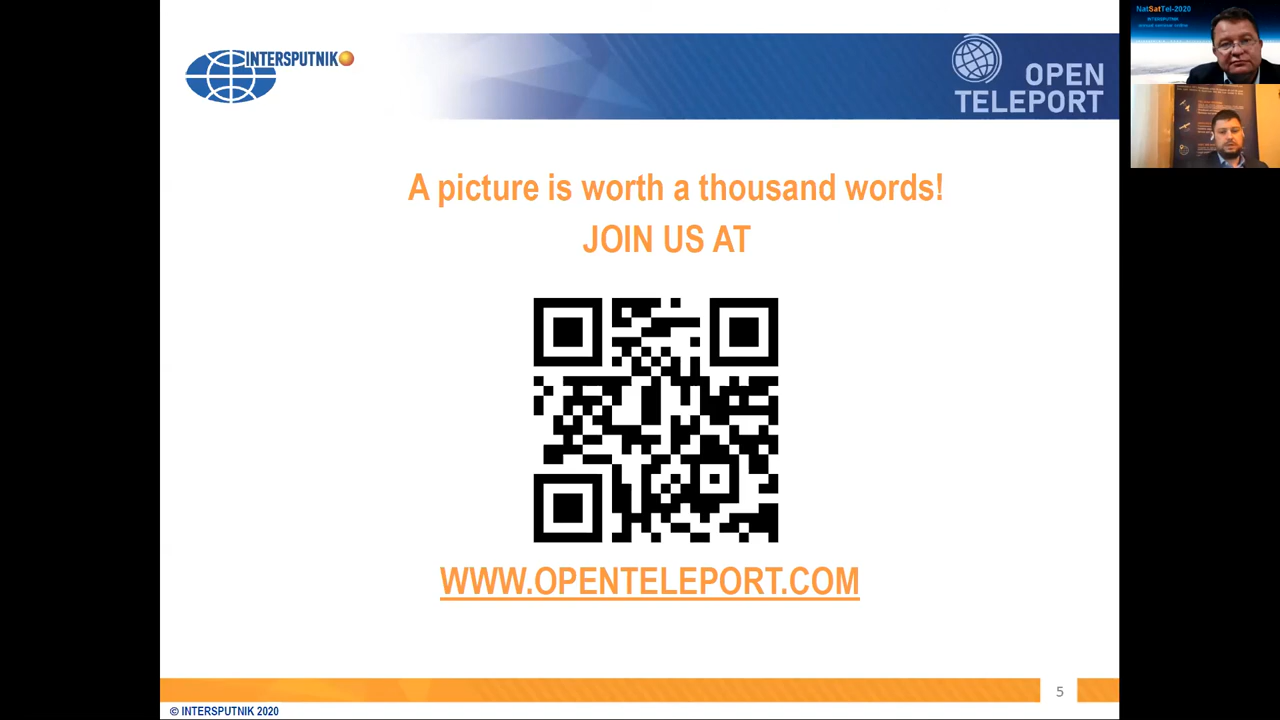 INTERSPUTNIK
OPEN
TELEPORT
NatSatTel-2020
INTERSPUTNIK
A picture is worth a thousand words!
JOIN US AT
WWW.OPENTELEPORT.COM
5
© INTERSPUTNIK 2020